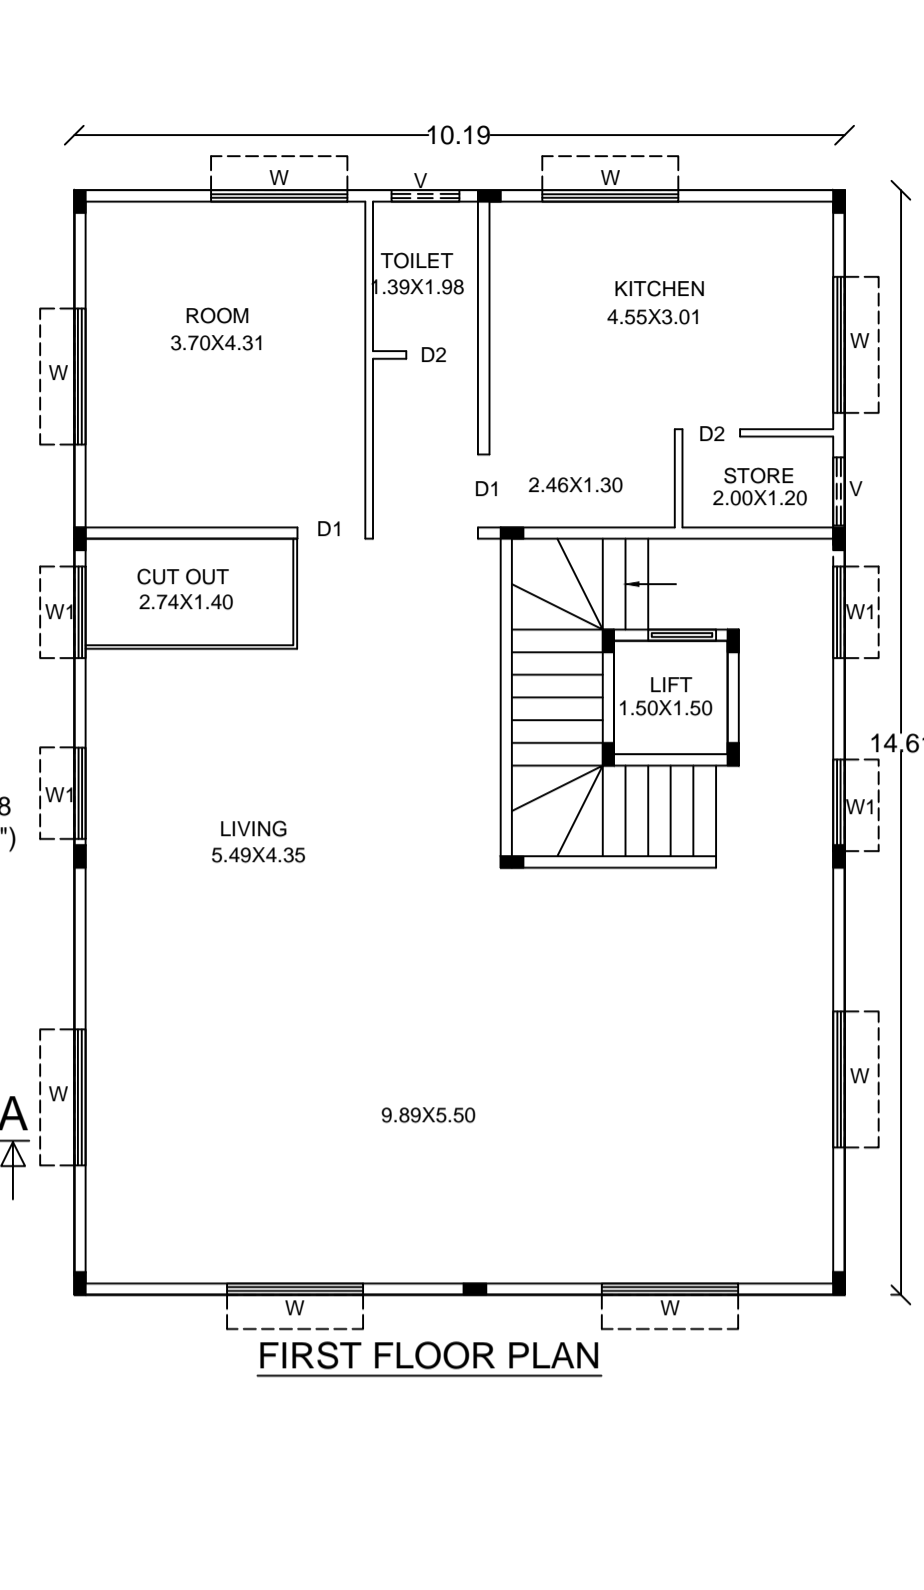 10.19
W
V
W
TOILET
1.39X1.98
KITCHEN
4.55X3.01
ROOM
3.70X4.31
W
W
D2
D2
D1
2.46X1.30
STORE
2.00X1.20
V
D1
CUT OUT
2.74X1.40
W1
W1
LIFT
1.50X1.50
14.6
W1
W1
8
")
LIVING
5.49X4.35
W
W
A
9.89X5.50
W
W
FIRST FLOOR PLAN